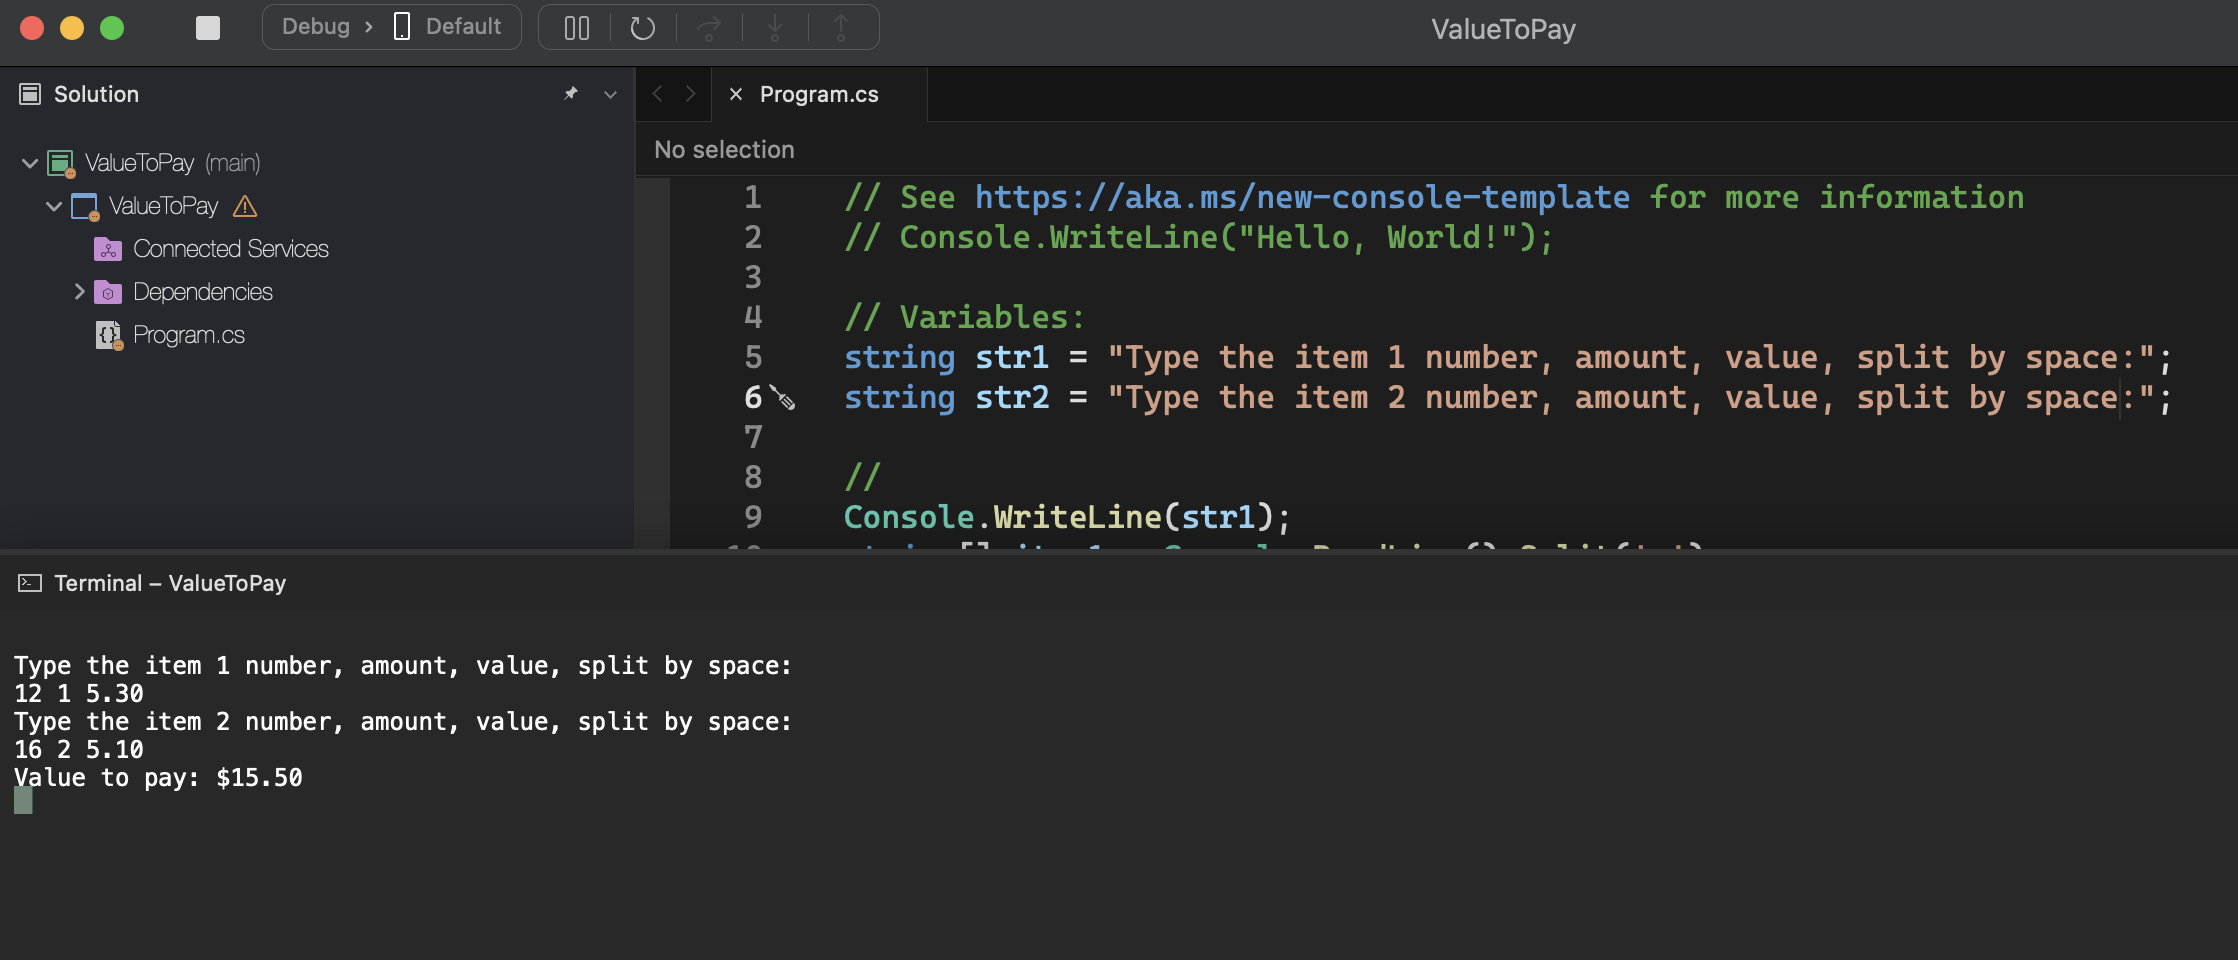 Debug > Default
ValueToPay
Solution
Program.cs
No selection
ValueToPay (main)
ValueToPay
Connected Services
Dependencies
Program.cs
1 // See https://aka.ms/new-console-template for more information
2 // Console.WriteLine("Hello, World!");
3
4 // Variables:
5 string str1 = "Type the item 1 number, amount, value, split by space:";
6 string str2 = "Type the item 2 number, amount, value, split by space:";
7
8 //
9 Console.WriteLine(str1);
Terminal – ValueToPay
Type the item 1 number, amount, value, split by space:
12 1 5.30
Type the item 2 number, amount, value, split by space:
16 2 5.10
Value to pay: $15.50